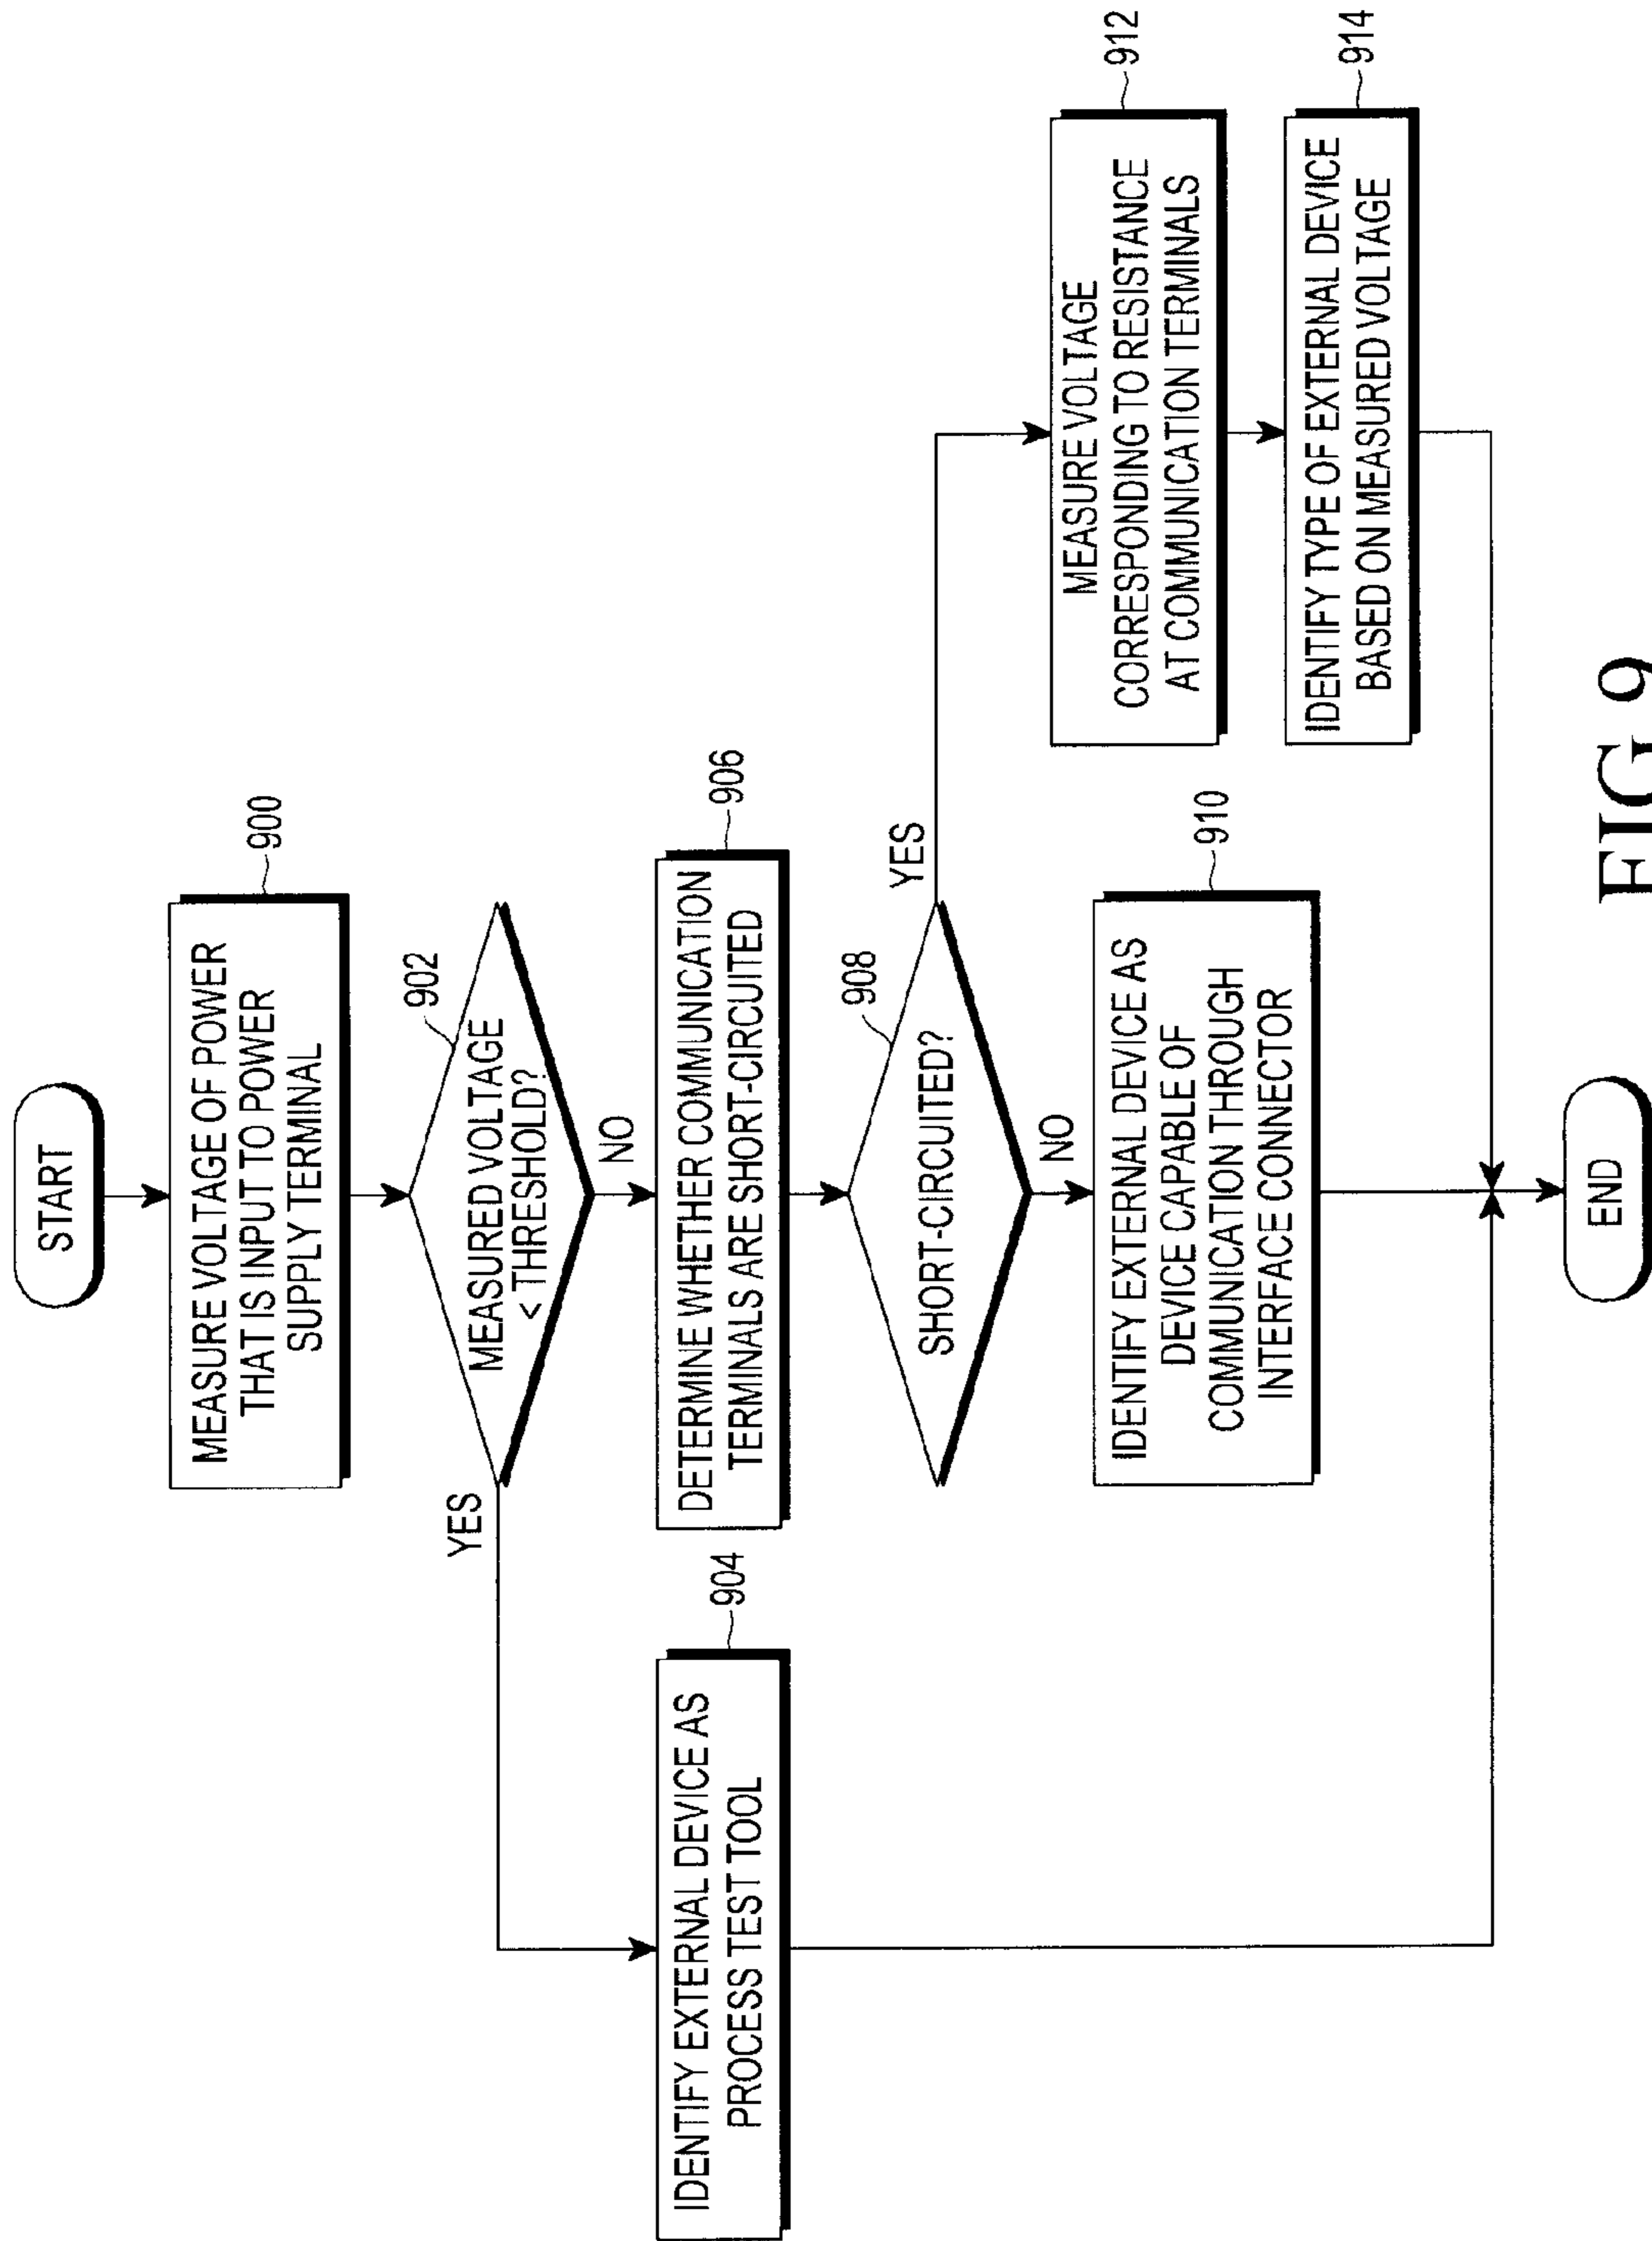 START
MEASURE VOLTAGE OF POWER
THAT IS INPUT TO POWER
SUPPLY TERMINAL
900
MEASURED VOLTAGE
< THRESHOLD?
902
YES
NO
IDENTIFY EXTERNAL DEVICE AS
PROCESS TEST TOOL
904
DETERMINE WHETHER COMMUNICATION
TERMINALS ARE SHORT-CIRCUITED
906
SHORT-CIRCUITED?
908
YES
NO
IDENTIFY EXTERNAL DEVICE AS
DEVICE CAPABLE OF
COMMUNICATION THROUGH
INTERFACE CONNECTOR
910
MEASURE VOLTAGE
CORRESPONDING TO RESISTANCE
AT COMMUNICATION TERMINALS
912
IDENTIFY TYPE OF EXTERNAL DEVICE
BASED ON MEASURED VOLTAGE
914
END
FIG.9